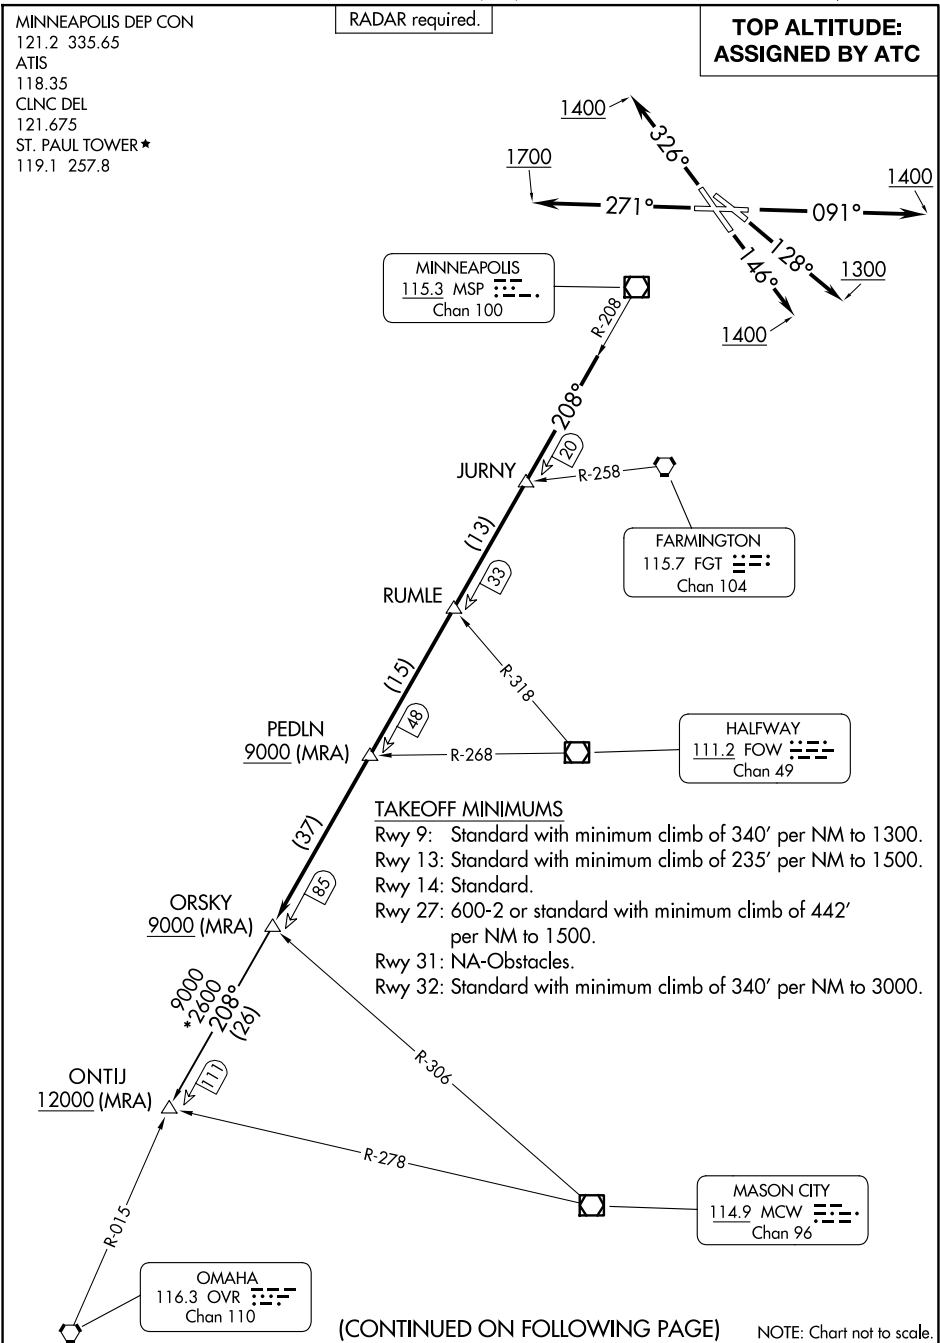 MINNEAPOLIS DEP CON
121.2 335.65
ATIS
118.35
CLNC DEL
121.675
ST. PAUL TOWER★
119.1 257.8
RADAR required.
TOP ALTITUDE:
ASSIGNED BY ATC
1400
326°
1700
271°
091°
1400
128°
1300
146°
1400
MINNEAPOLIS
115.3 MSP
Chan 100
R-208
208°
JURNY
20
R-258
FARMINGTON
115.7 FGT
Chan 104
(13)
RUMLE
33
R-318
(15)
PEDLN
9000 (MRA)
48
R-268
HALFWAY
111.2 FOW
Chan 49
(37)
TAKEOFF MINIMUMS
Rwy 9: Standard with minimum climb of 340' per NM to 1300.
Rwy 13: Standard with minimum climb of 235' per NM to 1500.
Rwy 14: Standard.
Rwy 27: 600-2 or standard with minimum climb of 442'
per NM to 1500.
Rwy 31: NA-Obstacles.
Rwy 32: Standard with minimum climb of 340' per NM to 3000.
ORSKY
9000 (MRA)
85
9000
*2600
208°
(26)
R-306
ONTIJ
12000 (MRA)
111
R-278
MASON CITY
114.9 MCW
Chan 96
R-015
OMAHA
116.3 OVR
Chan 110
(CONTINUED ON FOLLOWING PAGE)
NOTE: Chart not to scale.